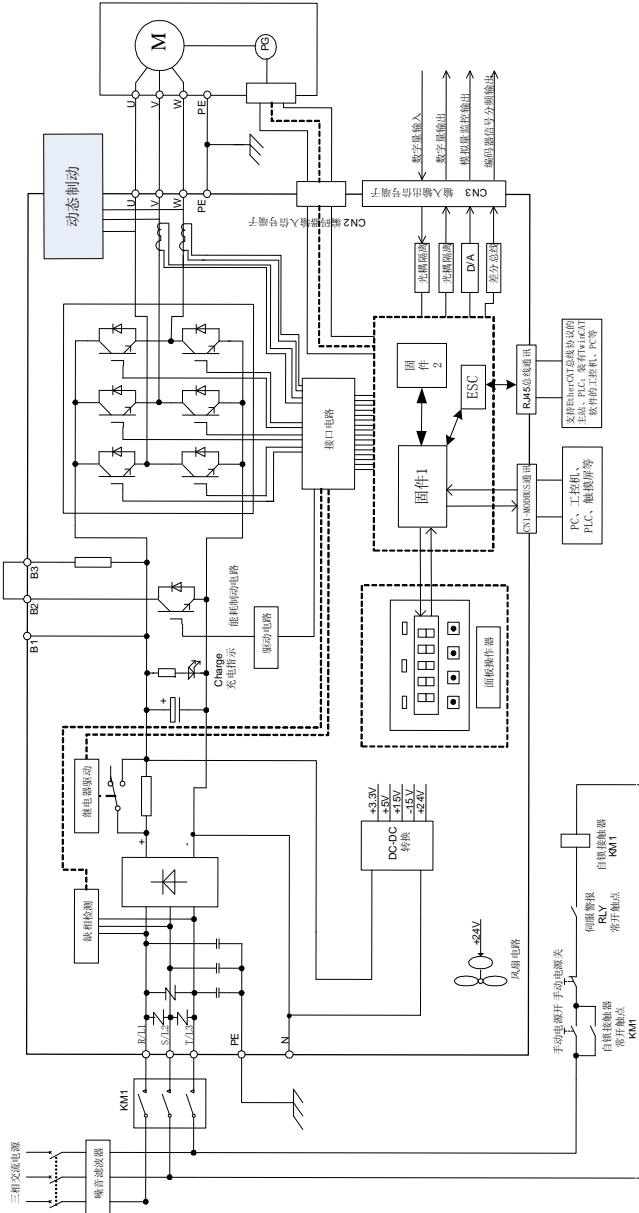 三相交流电源
噪音滤波器
KM1
R/L1
S/L2
T/L3
PE
N
缺相检测
继电器驱动
+
-
+
Charge
充电指示
B1
B2
B3
能耗制动电路
驱动电路
动态制动
U
V
W
PE
U
V
W
PE
M
PG
接口电路
CN2 编码器输入信号端子
CN3
输入输出信号端子
数字量输入
数字量输出
模拟量监控输出
编码器信号分频输出
光耦隔离
光耦隔离
D/A
差分总线
固件1
固件2
ESC
RJ45总线通讯
支持EtherCAT总线协议的
主站、PLC；装有TwinCAT
软件的工控机、PC等
CN1-MODBUS通讯
PC、工控机、
PLC、触摸屏等
面板操作器
DC-DC
转换
+3.3V
+5V
+15V
-15V
+24V
+24V
风扇电路
手动电源开
手动电源关
自锁接触器
常开触点
KM1
伺服警报
RLY
常开触点
自锁接触器
KM1